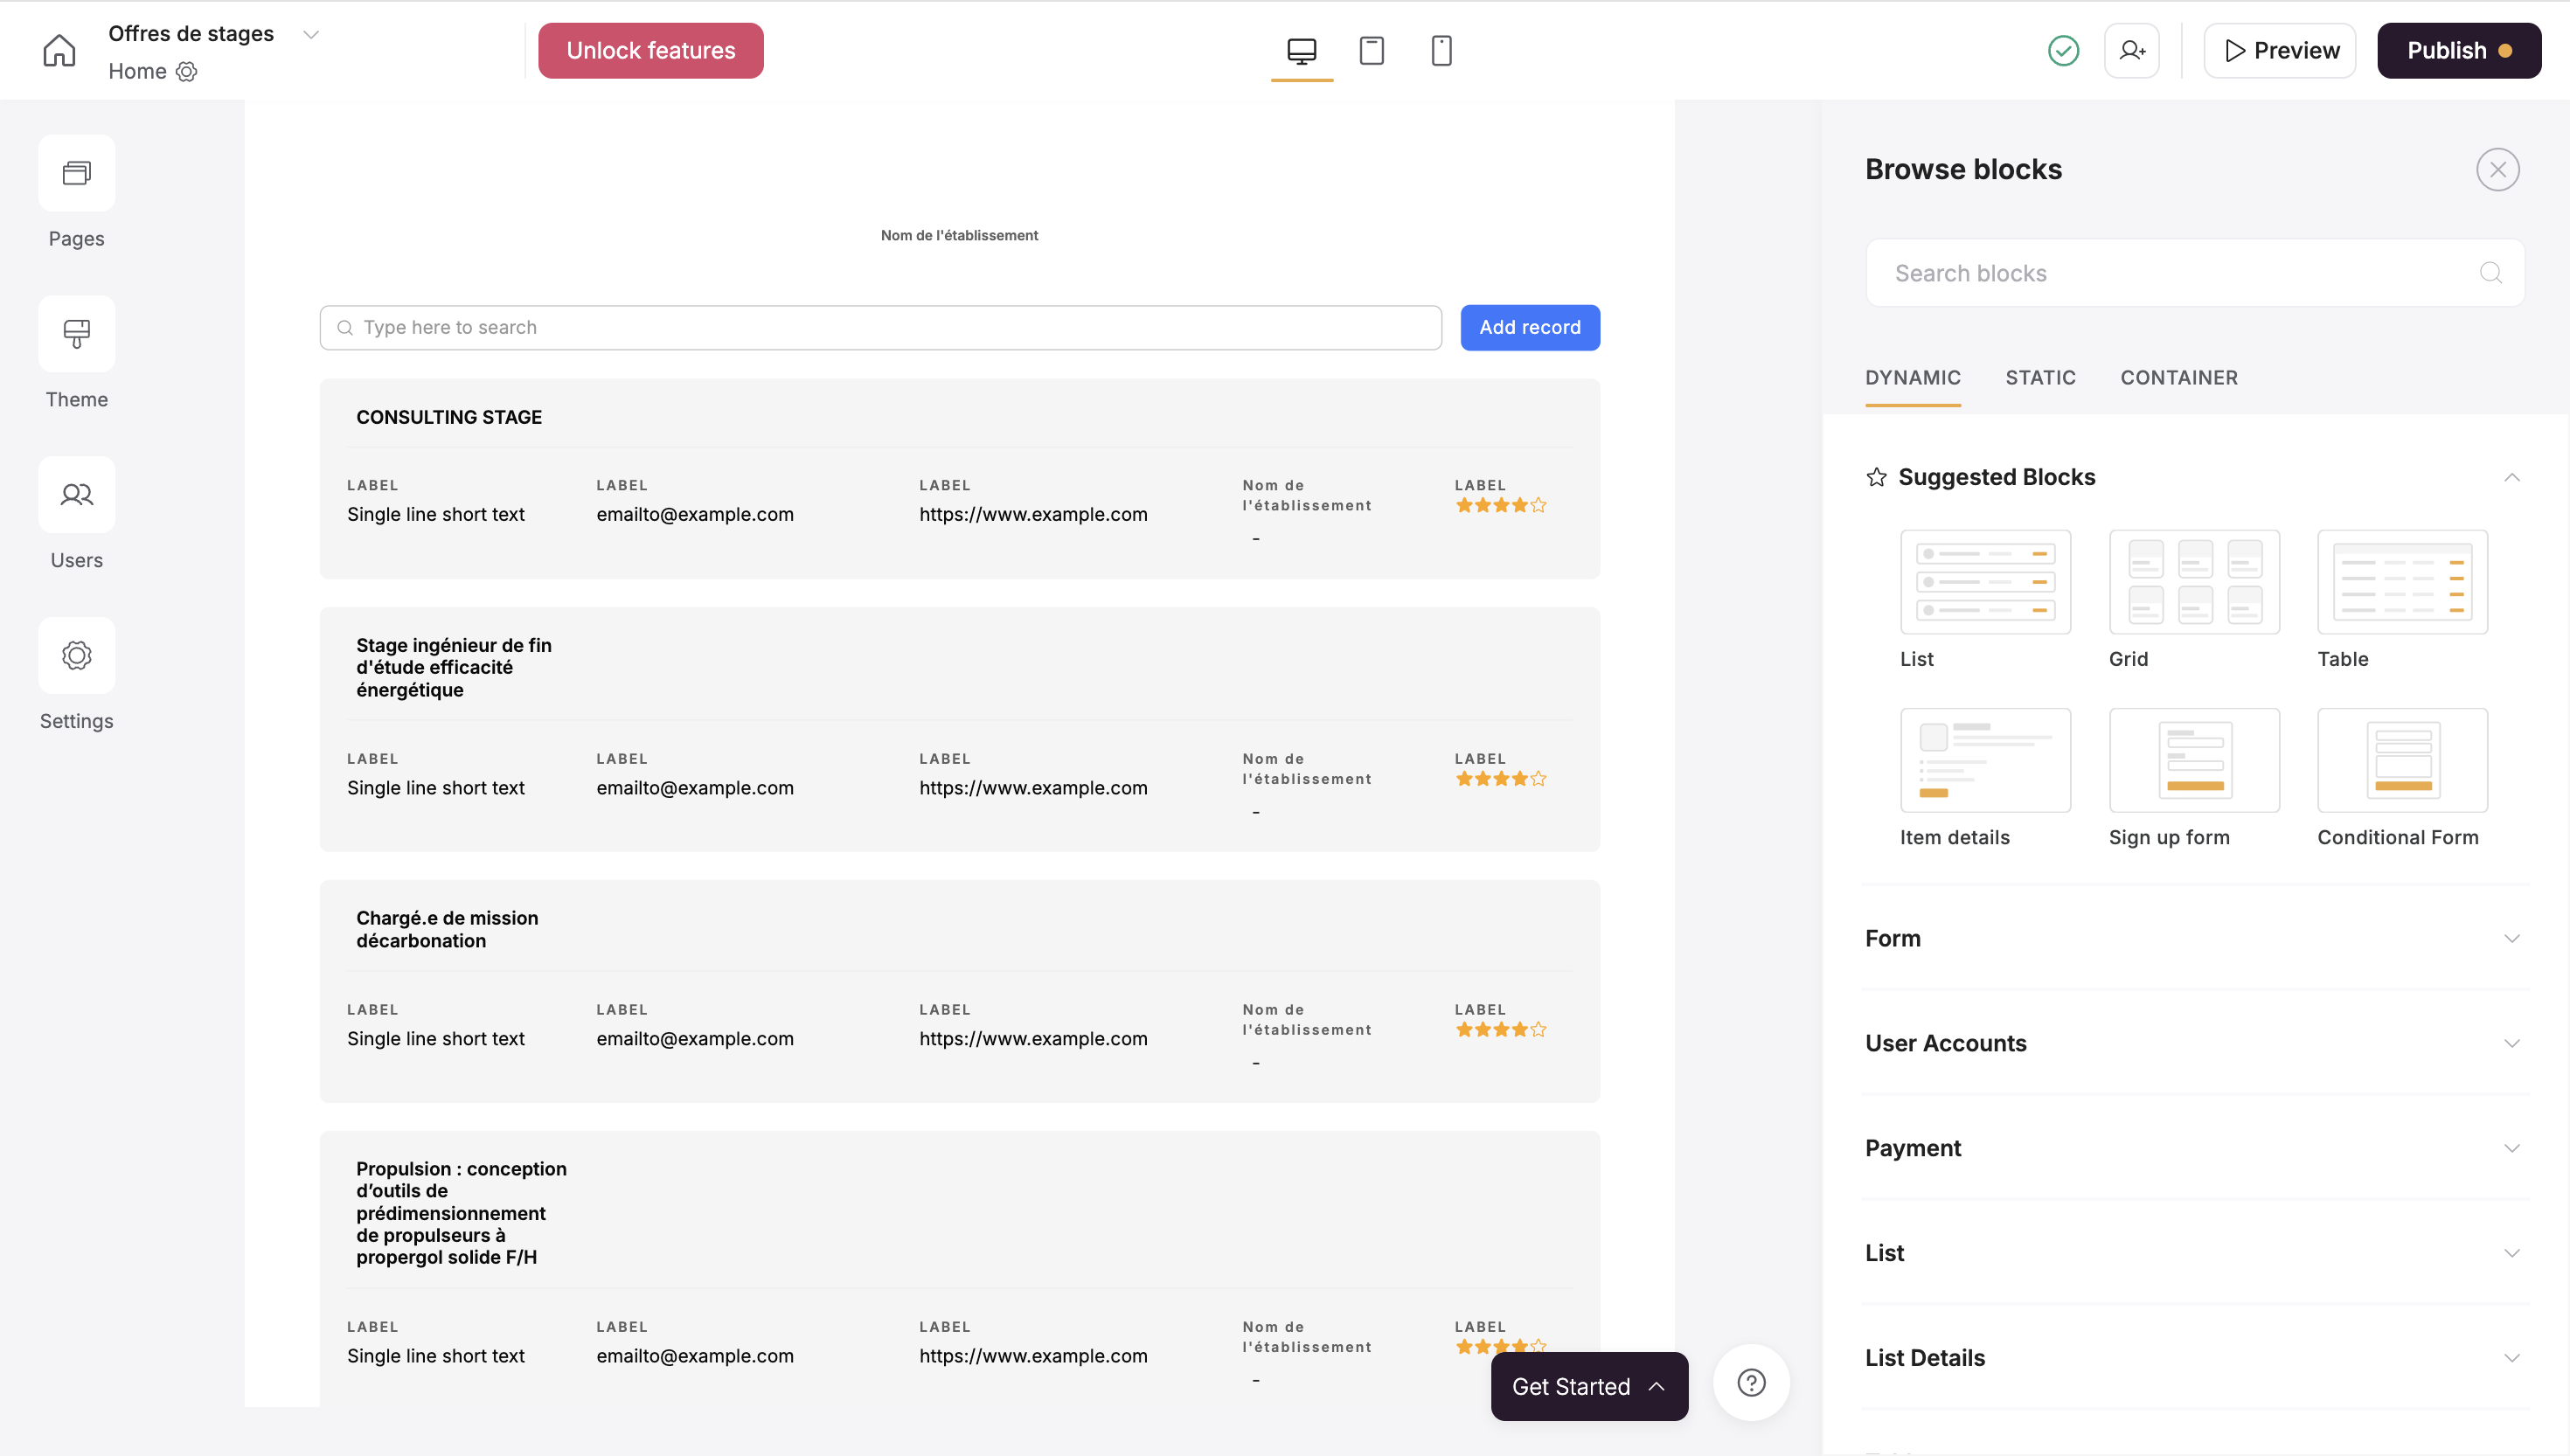 Offres de stages
Home
Unlock features
Preview
Publish
Pages
Theme
Users
Settings
Nom de l'établissement
Type here to search
Add record
CONSULTING STAGE
LABEL LABEL LABEL Nom de l'établissement LABEL
Single line short text emailto@example.com https://www.example.com -
Stage ingénieur de fin
d'étude efficacité
énergétique
LABEL LABEL LABEL Nom de l'établissement LABEL
Single line short text emailto@example.com https://www.example.com -
Chargé.e de mission
décarbonation
LABEL LABEL LABEL Nom de l'établissement LABEL
Single line short text emailto@example.com https://www.example.com -
Propulsion : conception
d’outils de
prédimensionnement
de propulseurs à
propergol solide F/H
LABEL LABEL LABEL Nom de l'établissement LABEL
Single line short text emailto@example.com https://www.example.com -
Get Started
?
Browse blocks
Search blocks
DYNAMIC STATIC CONTAINER
Suggested Blocks
List Grid Table
Item details Sign up form Conditional Form
Form
User Accounts
Payment
List
List Details